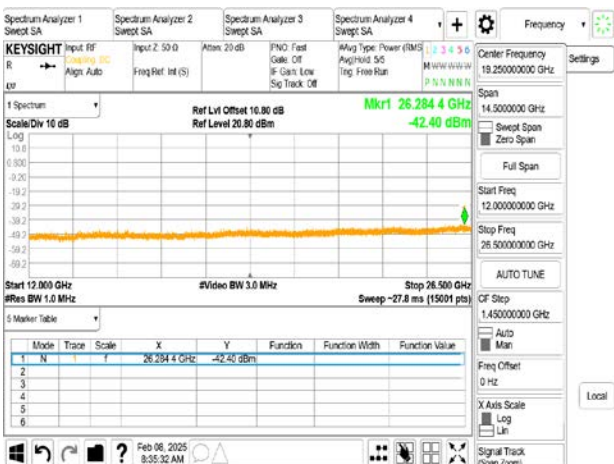 Spectrum Analyzer 1
Swept SA
Spectrum Analyzer 2
Swept SA
Spectrum Analyzer 3
Swept SA
Spectrum Analyzer 4
Swept SA
Frequency
KEYSIGHT
R
Input: RF
Coupling: DC
Align: Auto
Input Z: 50 Ω
Freq Ref: Int (S)
Atten: 20 dB
PNO: Fast
Gate: Off
IF Gain: Low
Sig Track: Off
#Avg Type: Power (RMS
Avg|Hold: 5/5
Trig: Free Run
1 2 3 4 5 6
M W W W W W
P N N N N N
Center Frequency
19.250000000 GHz
Settings
Span
14.5000000 GHz
Swept Span
Zero Span
Full Span
Start Freq
12.000000000 GHz
Stop Freq
26.500000000 GHz
AUTO TUNE
CF Step
1.450000000 GHz
Auto
Man
Freq Offset
0 Hz
X Axis Scale
Log
Lin
Local
Signal Track
(Span Zoom)
1 Spectrum
Scale/Div 10 dB
Ref Lvl Offset 10.80 dB
Ref Level 20.80 dBm
Mkr1 26.284 4 GHz
-42.40 dBm
Log
10.8
0.800
-9.20
-19.2
-29.2
-39.2
-49.2
-59.2
-69.2
Start 12.000 GHz
#Res BW 1.0 MHz
#Video BW 3.0 MHz
Stop 26.500 GHz
Sweep ~27.8 ms (15001 pts)
5 Marker Table
Mode Trace Scale X Y Function Function Width Function Value
1 N 1 f 26.284 4 GHz -42.40 dBm
2
3
4
5
6
?
Feb 08, 2025
8:35:32 AM